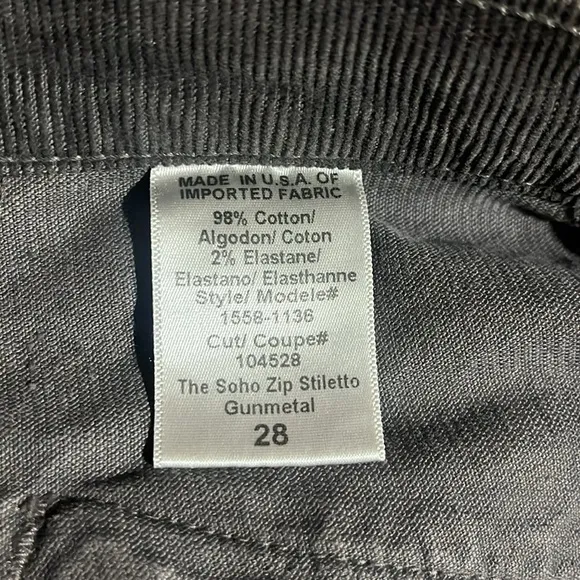 MADE IN U.S.A. OF
IMPORTED FABRIC
98% Cotton/
Algodon/ Coton
2% Elastane/
Elastano/ Elasthanne
Style/ Modele#
1558-1136
Cut/ Coupe#
104528
The Soho Zip Stiletto
Gunmetal
28